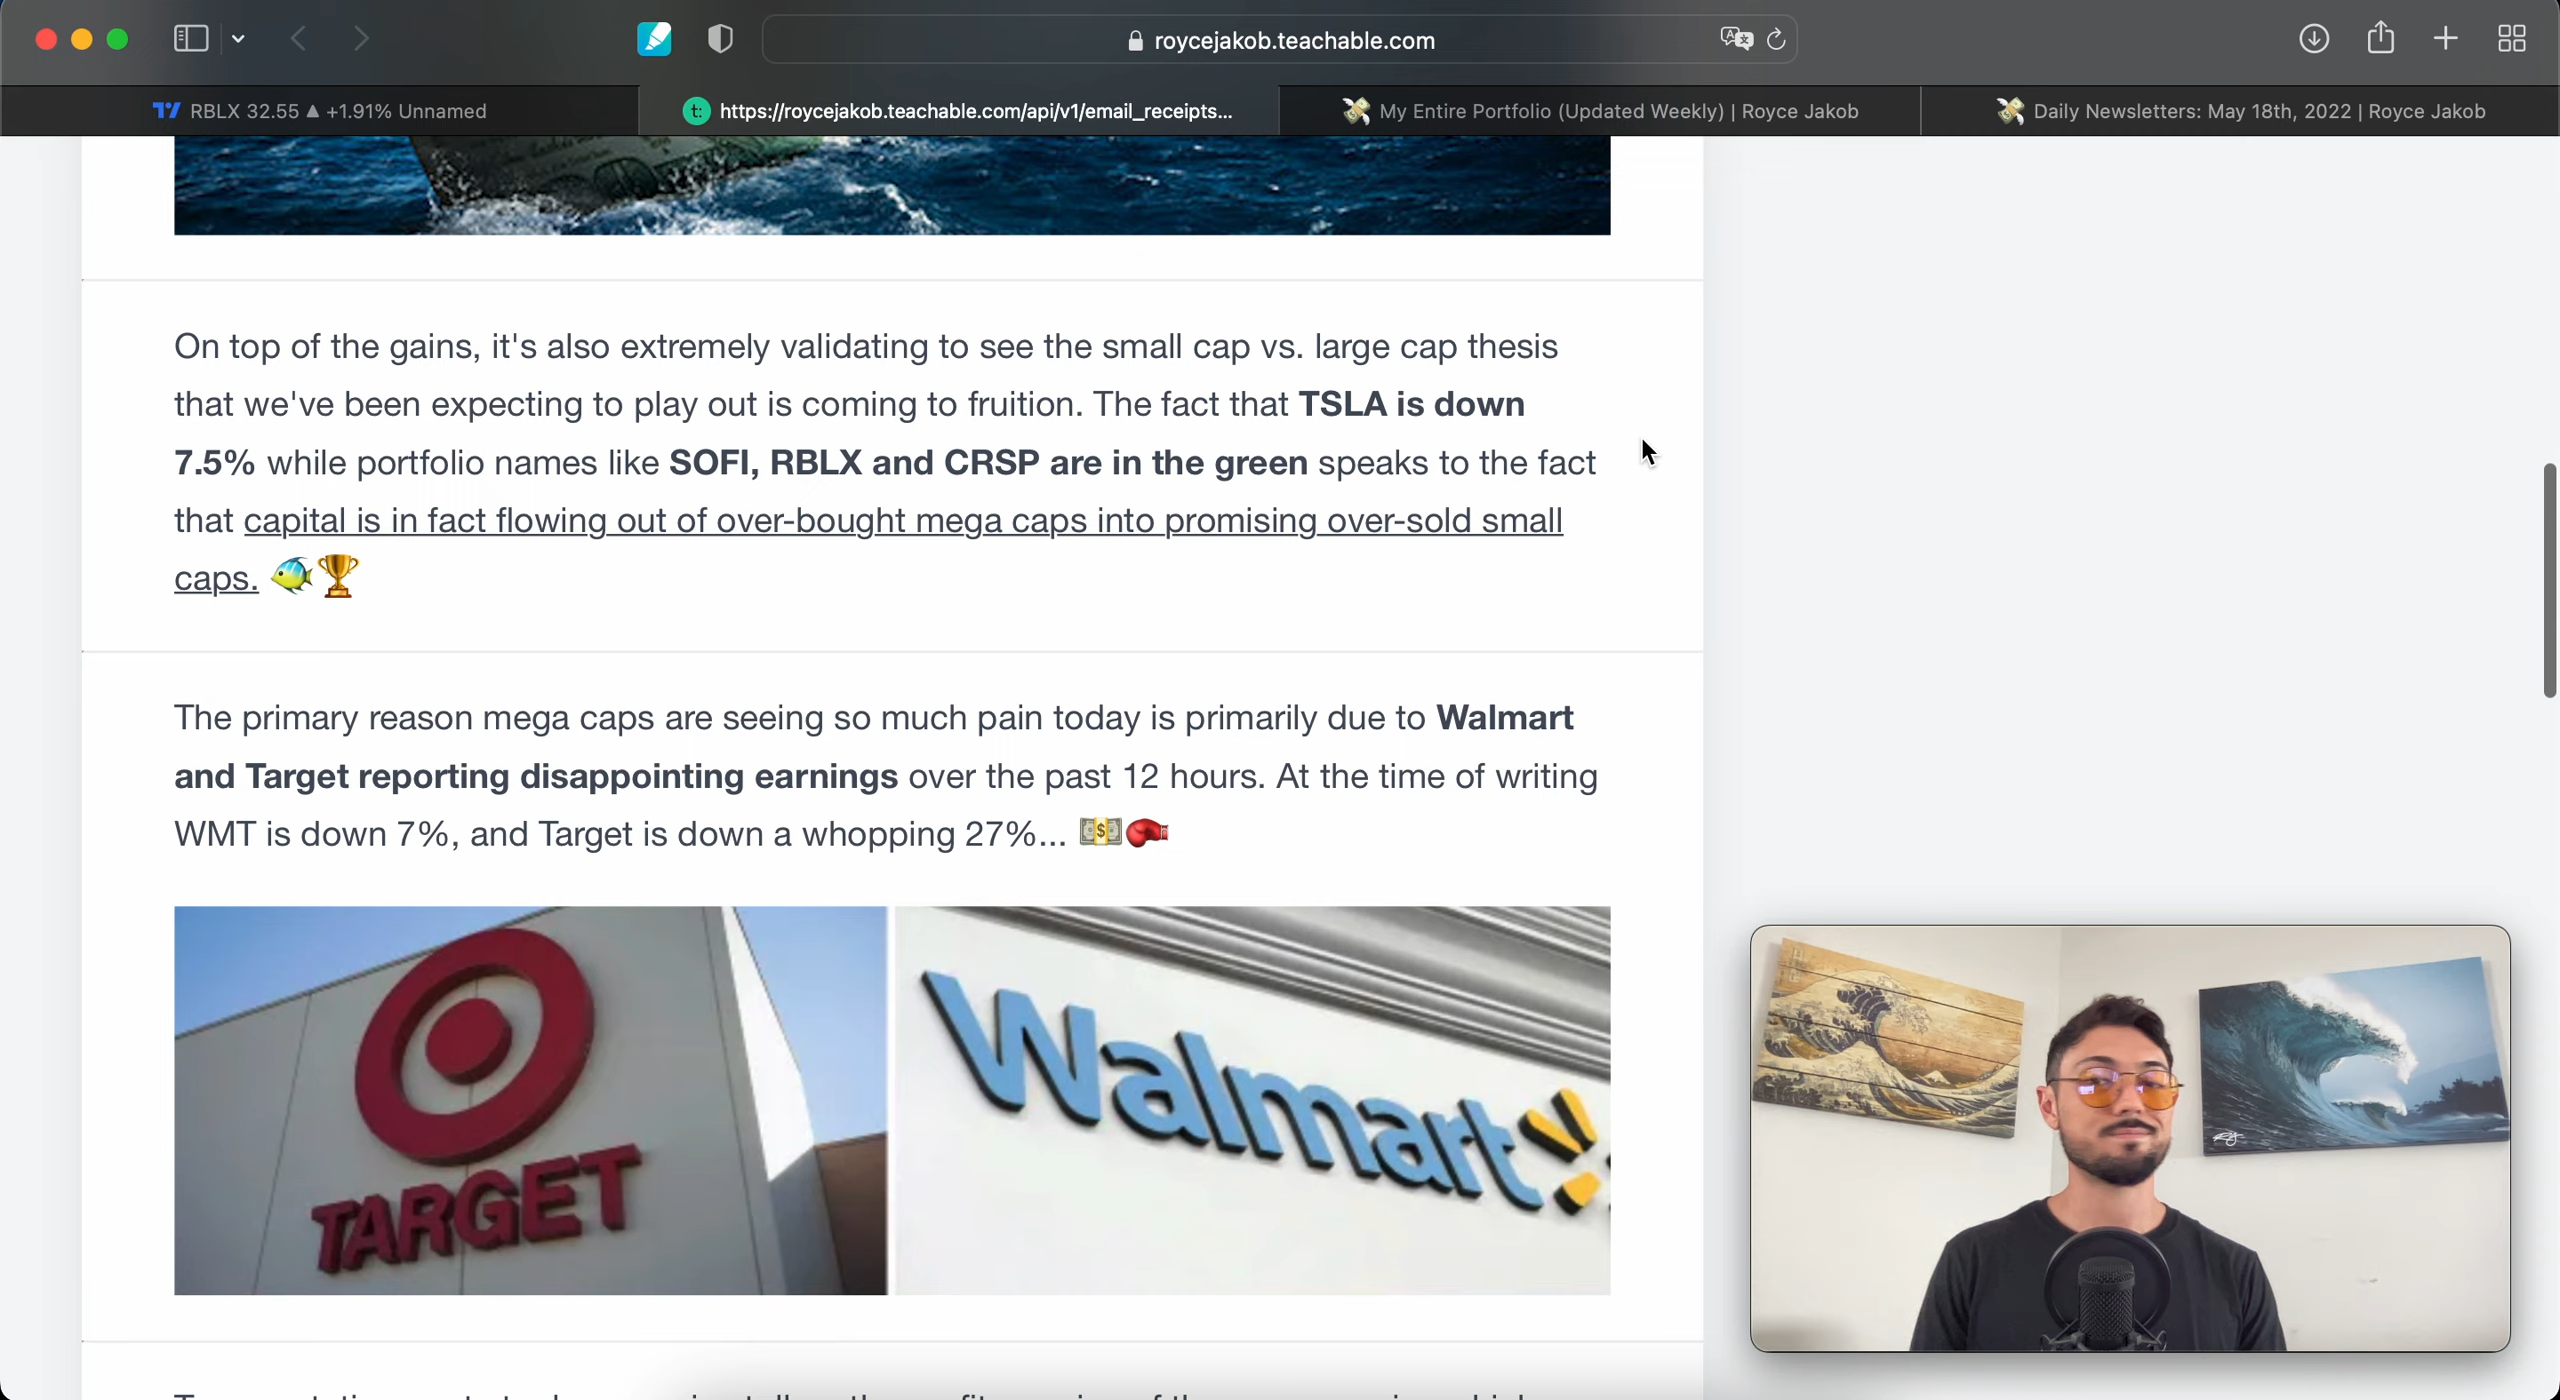 roycejakob.teachable.com
RBLX 32.55 ▲ +1.91% Unnamed
t: https://roycejakob.teachable.com/api/v1/email_receipts...
My Entire Portfolio (Updated Weekly) | Royce Jakob
Daily Newsletters: May 18th, 2022 | Royce Jakob
On top of the gains, it's also extremely validating to see the small cap vs. large cap thesis
that we've been expecting to play out is coming to fruition. The fact that TSLA is down
7.5% while portfolio names like SOFI, RBLX and CRSP are in the green speaks to the fact
that capital is in fact flowing out of over-bought mega caps into promising over-sold small
caps. 🐠🏆
The primary reason mega caps are seeing so much pain today is primarily due to Walmart
and Target reporting disappointing earnings over the past 12 hours. At the time of writing
WMT is down 7%, and Target is down a whopping 27%... 💵🥊
TARGET
Walmart